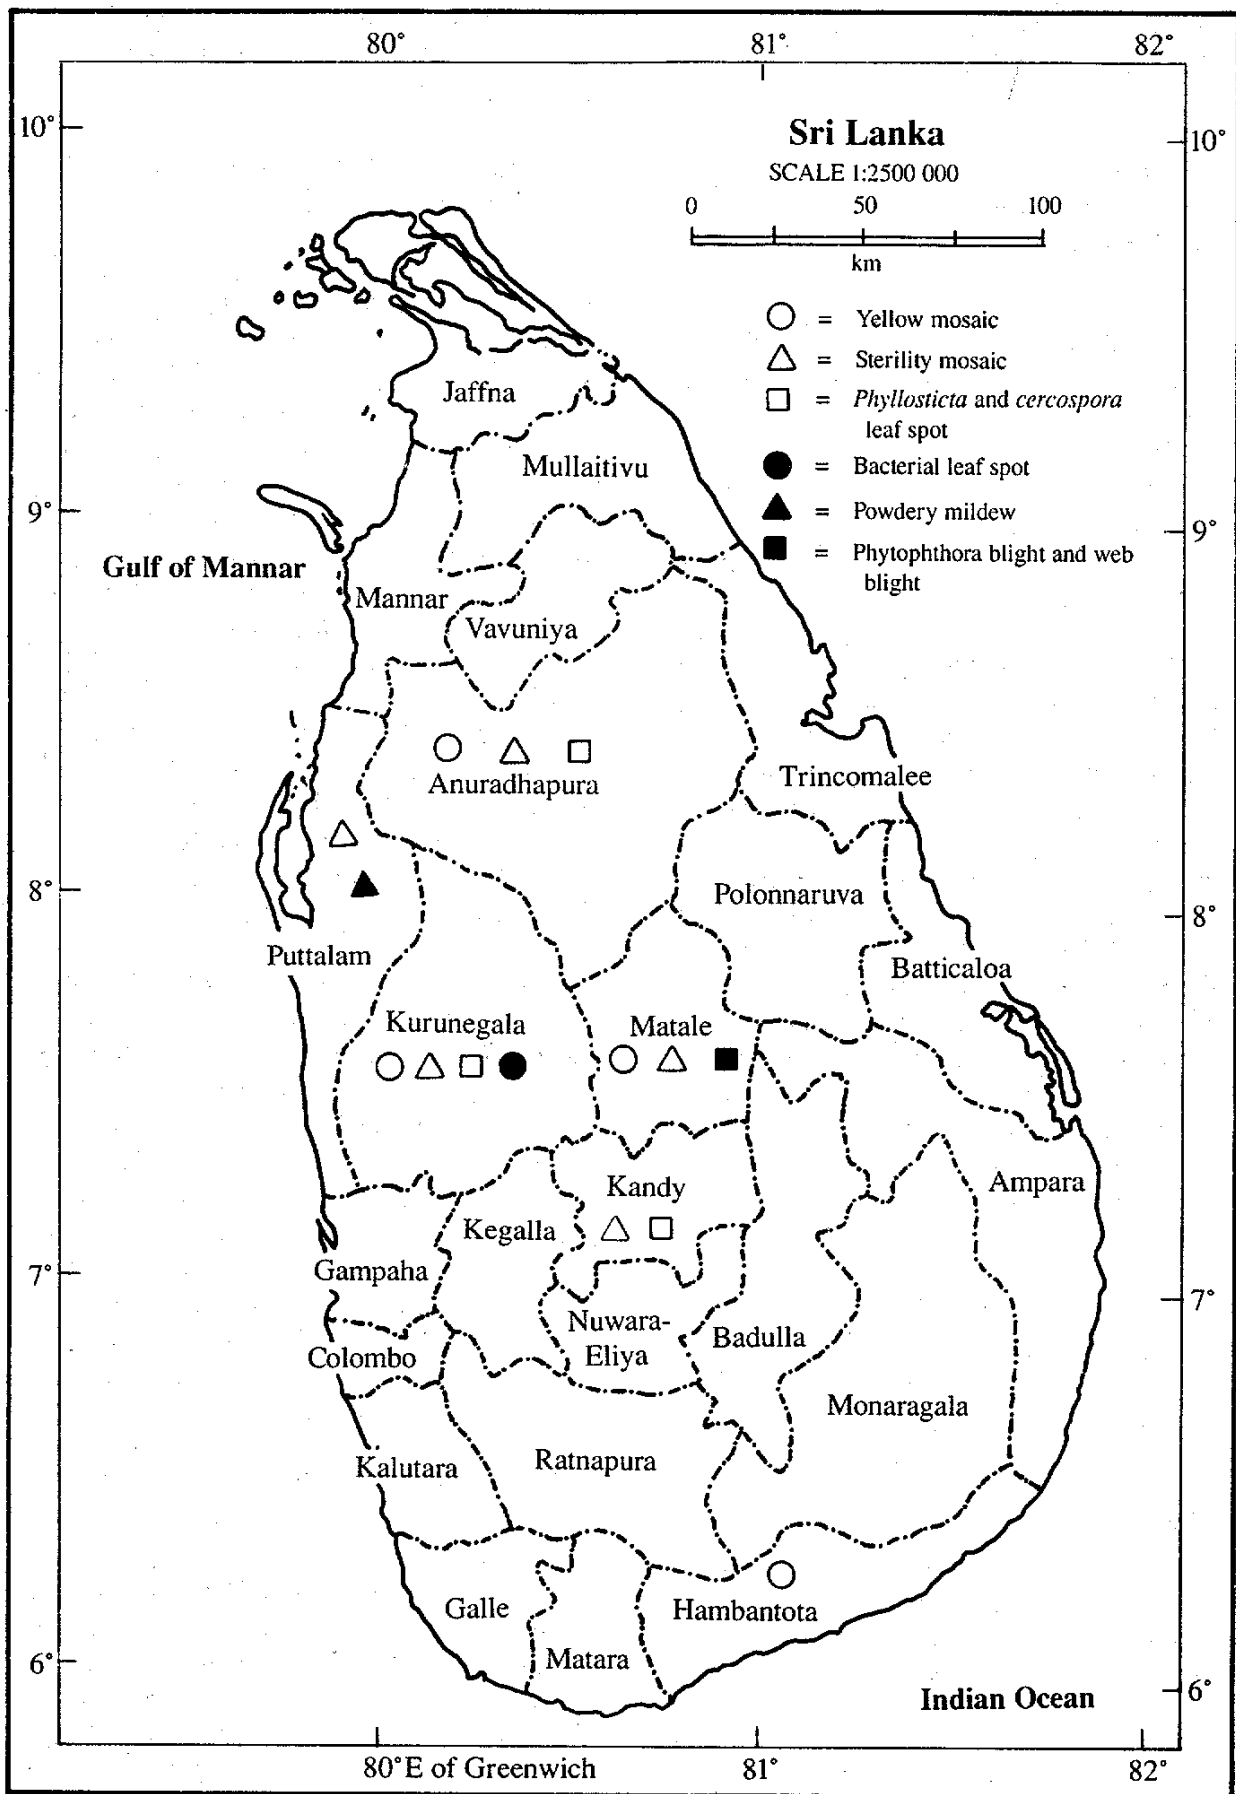 80° 81° 82°
10° 10°
Sri Lanka
SCALE 1:2500 000
0 50 100
km
= Yellow mosaic
= Sterility mosaic
= Phyllosticta and cercospora
leaf spot
= Bacterial leaf spot
= Powdery mildew
= Phytophthora blight and web
blight
Jaffna
Mullaitivu
9° 9°
Gulf of Mannar
Mannar
Vavuniya
Anuradhapura
Trincomalee
8° 8°
Polonnaruva
Puttalam
Batticaloa
Kurunegala
Matale
Kandy
Ampara
Kegalla
Gampaha
7° 7°
Nuwara-
Eliya
Badulla
Colombo
Monaragala
Ratnapura
Kalutara
Galle
Hambantota
Matara
6° 6°
Indian Ocean
80°E of Greenwich 81° 82°